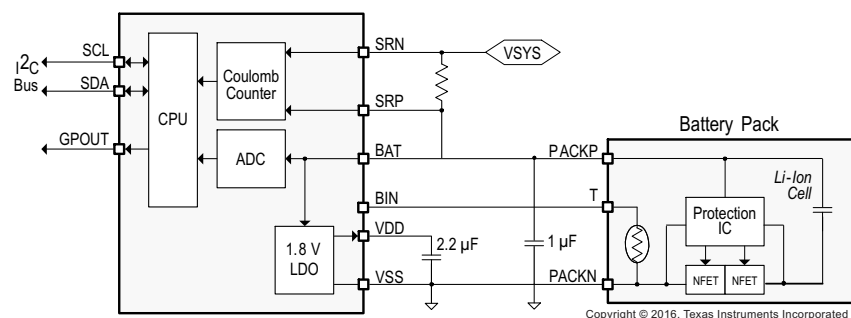 SRN
VSYS
SCL
I2C
Bus
SDA
CPU
Coulomb
Counter
SRP
Battery Pack
GPOUT
ADC
BAT
PACKP
Li-Ion
Cell
BIN
T
Protection
IC
VDD
1.8 V
LDO
2.2 µF
1 µF
VSS
PACKN
NFET
NFET
Copyright © 2016, Texas Instruments Incorporated